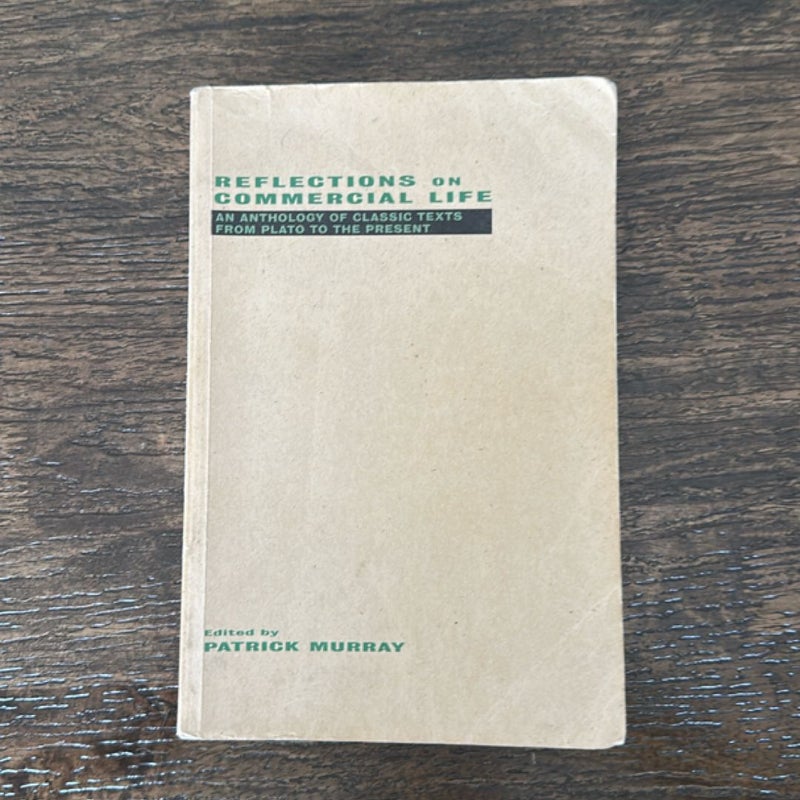 REFLECTIONS ON
COMMERCIAL LIFE
AN ANTHOLOGY OF CLASSIC TEXTS
FROM PLATO TO THE PRESENT
Edited by
PATRICK MURRAY